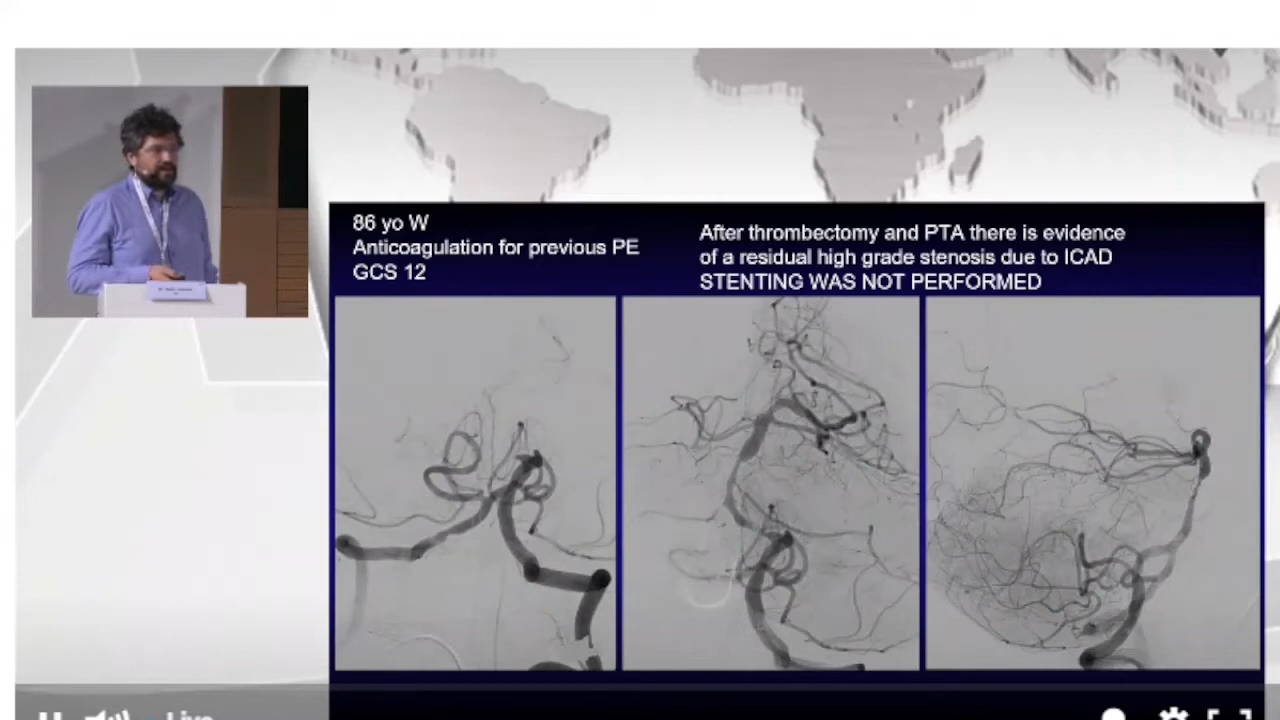 86 yo W
Anticoagulation for previous PE
GCS 12
After thrombectomy and PTA there is evidence
of a residual high grade stenosis due to ICAD
STENTING WAS NOT PERFORMED
Live